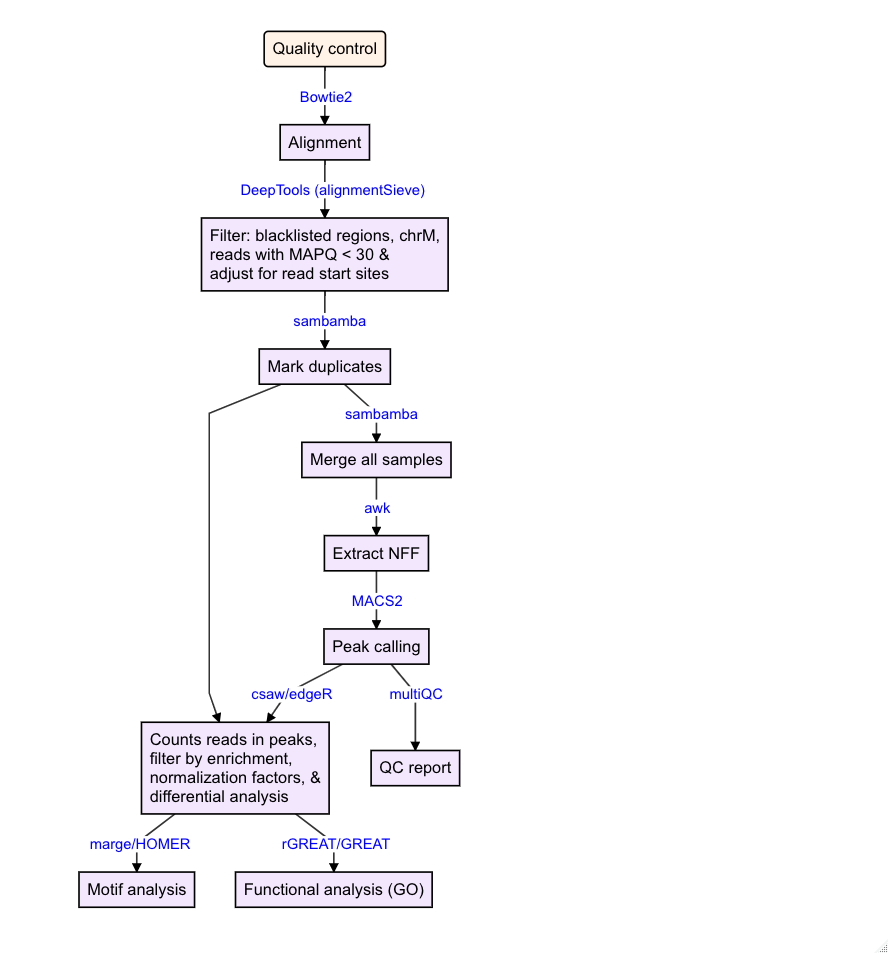 Quality control
Bowtie2
Alignment
DeepTools (alignmentSieve)
Filter: blacklisted regions, chrM,
reads with MAPQ < 30 &
adjust for read start sites
sambamba
Mark duplicates
sambamba
Merge all samples
awk
Extract NFF
MACS2
Peak calling
csaw/edgeR
multiQC
Counts reads in peaks,
filter by enrichment,
normalization factors, &
differential analysis
QC report
marge/HOMER
rGREAT/GREAT
Motif analysis
Functional analysis (GO)